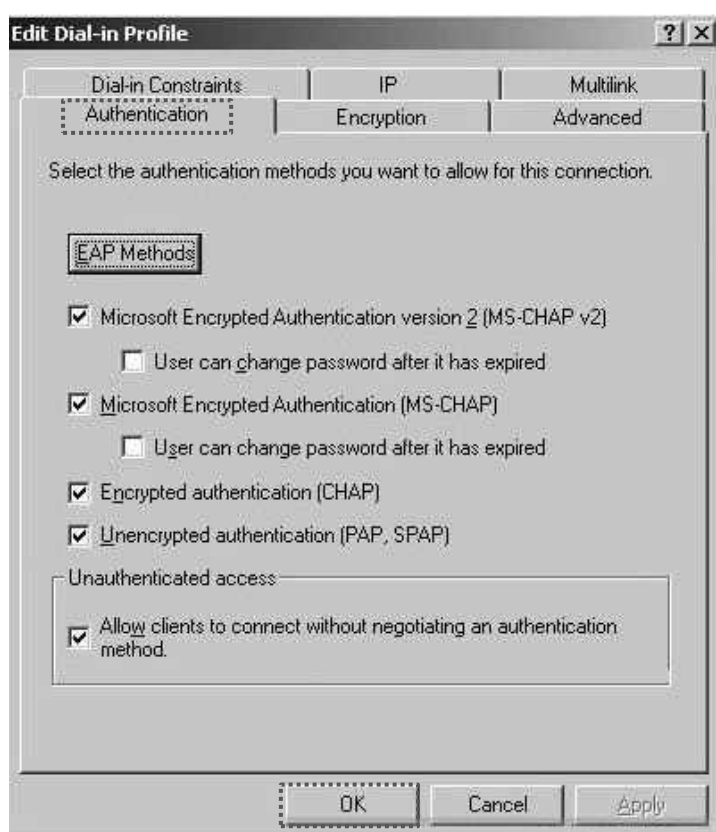 Edit Dial-in Profile
? X
Dial-in Constraints IP Multilink
Authentication Encryption Advanced
Select the authentication methods you want to allow for this connection.
EAP Methods
Microsoft Encrypted Authentication version 2 (MS-CHAP v2)
User can change password after it has expired
Microsoft Encrypted Authentication (MS-CHAP)
User can change password after it has expired
Encrypted authentication (CHAP)
Unencrypted authentication (PAP, SPAP)
Unauthenticated access
Allow clients to connect without negotiating an authentication
method.
OK Cancel Apply